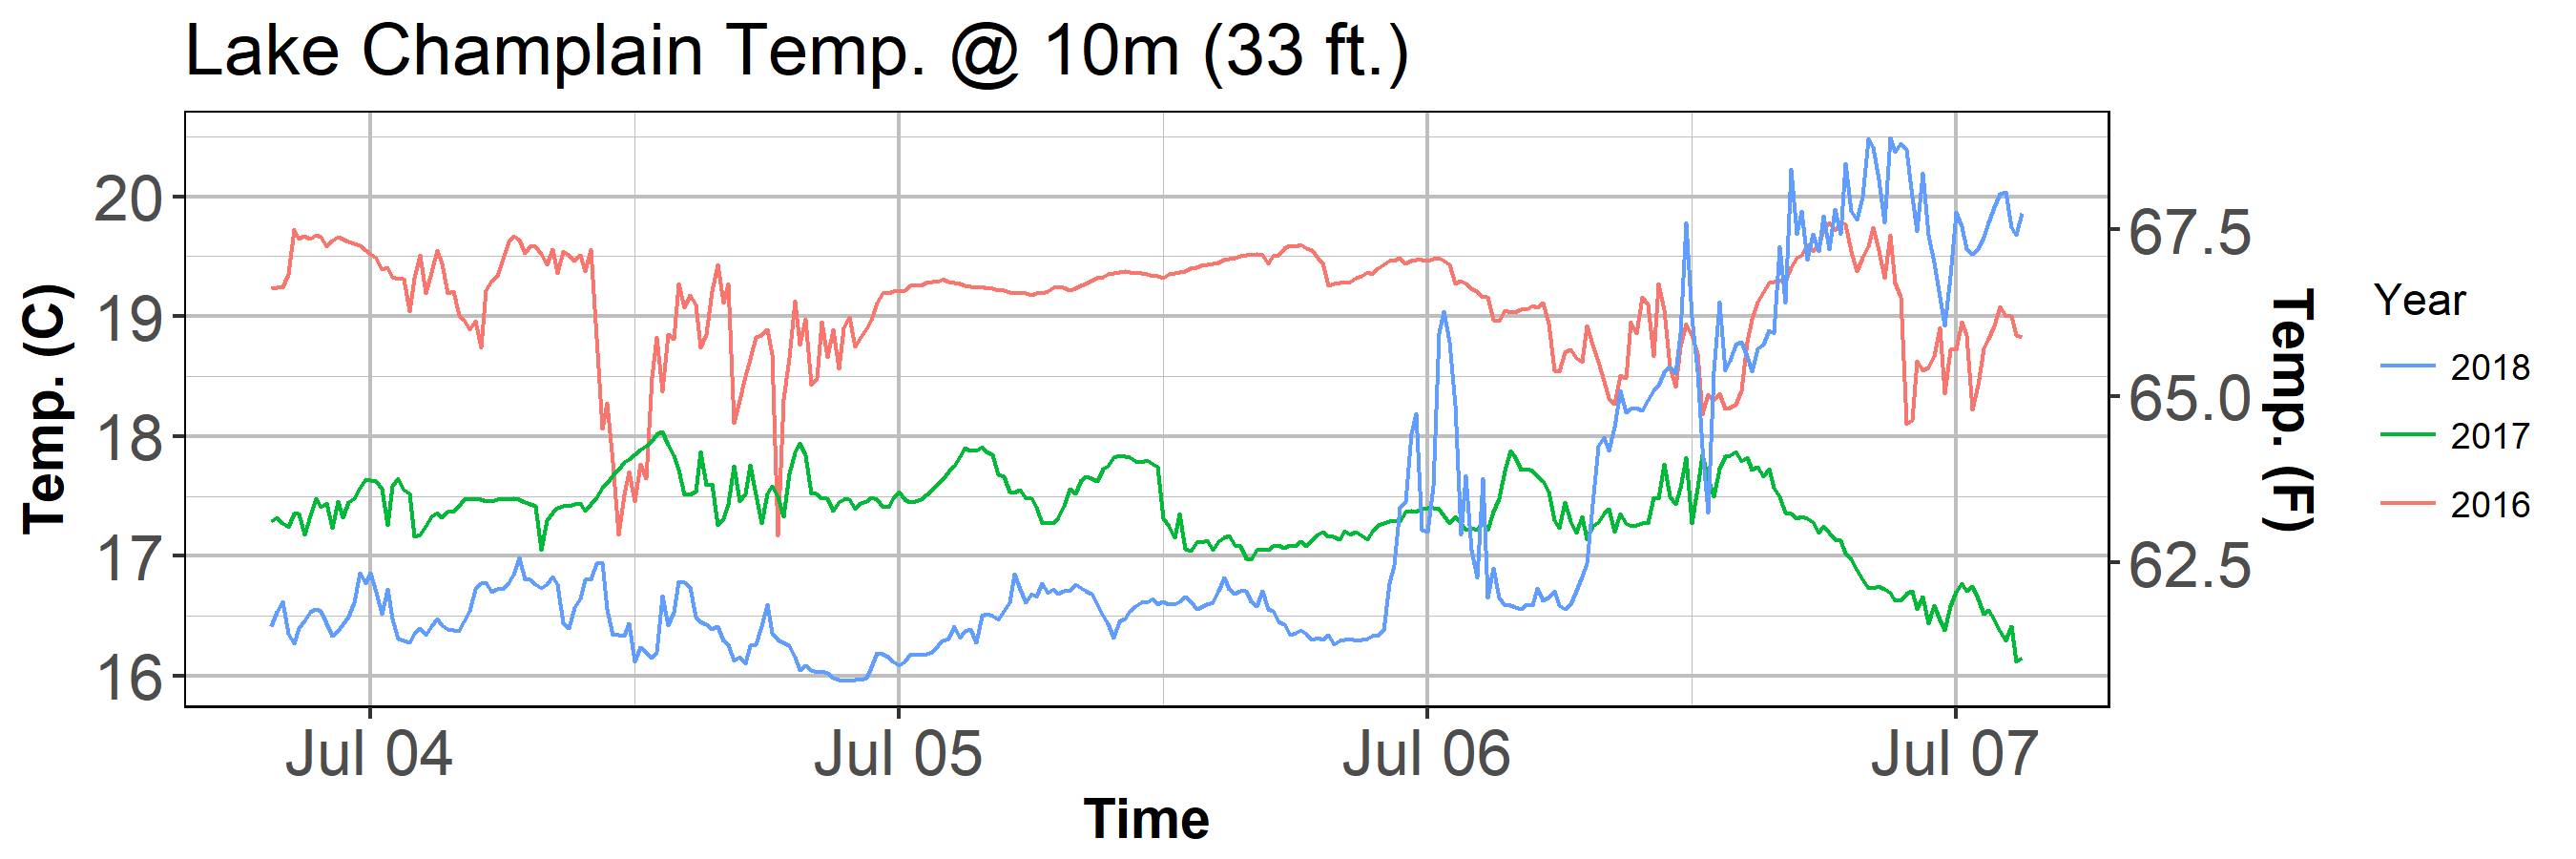 Lake Champlain Temp. @ 10m (33 ft.)
Temp. (C)
20
19
18
17
16
67.5
65.0
62.5
Temp. (F)
Jul 04 Jul 05 Jul 06 Jul 07
Time
Year
2018
2017
2016